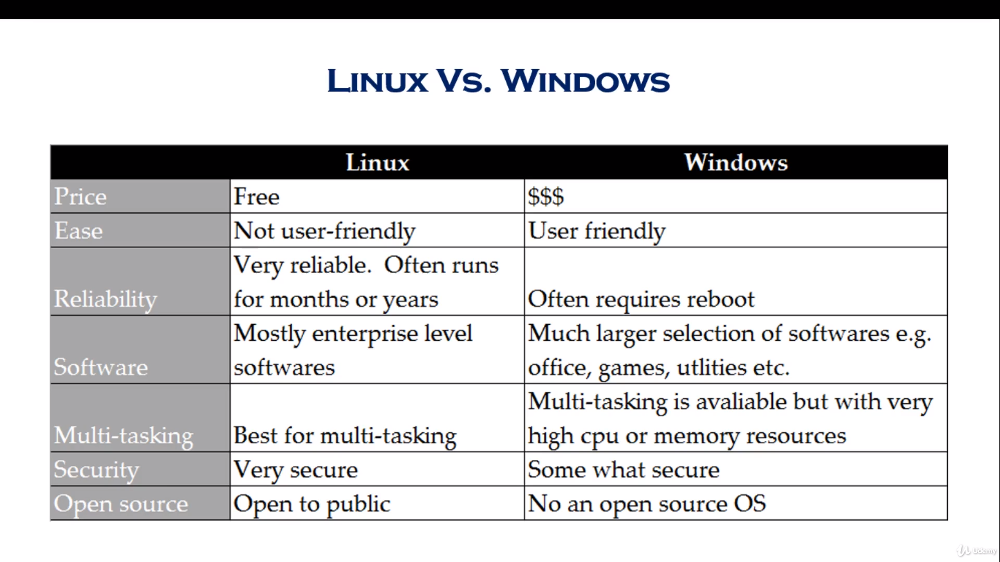 Linux Vs. Windows
Linux Windows
Price Free $$$
Ease Not user-friendly User friendly
Very reliable. Often runs
Reliability for months or years Often requires reboot
Mostly enterprise level Much larger selection of softwares e.g.
Software softwares office, games, utlities etc.
Multi-tasking is avaliable but with very
Multi-tasking Best for multi-tasking high cpu or memory resources
Security Very secure Some what secure
Open source Open to public No an open source OS
Udemy